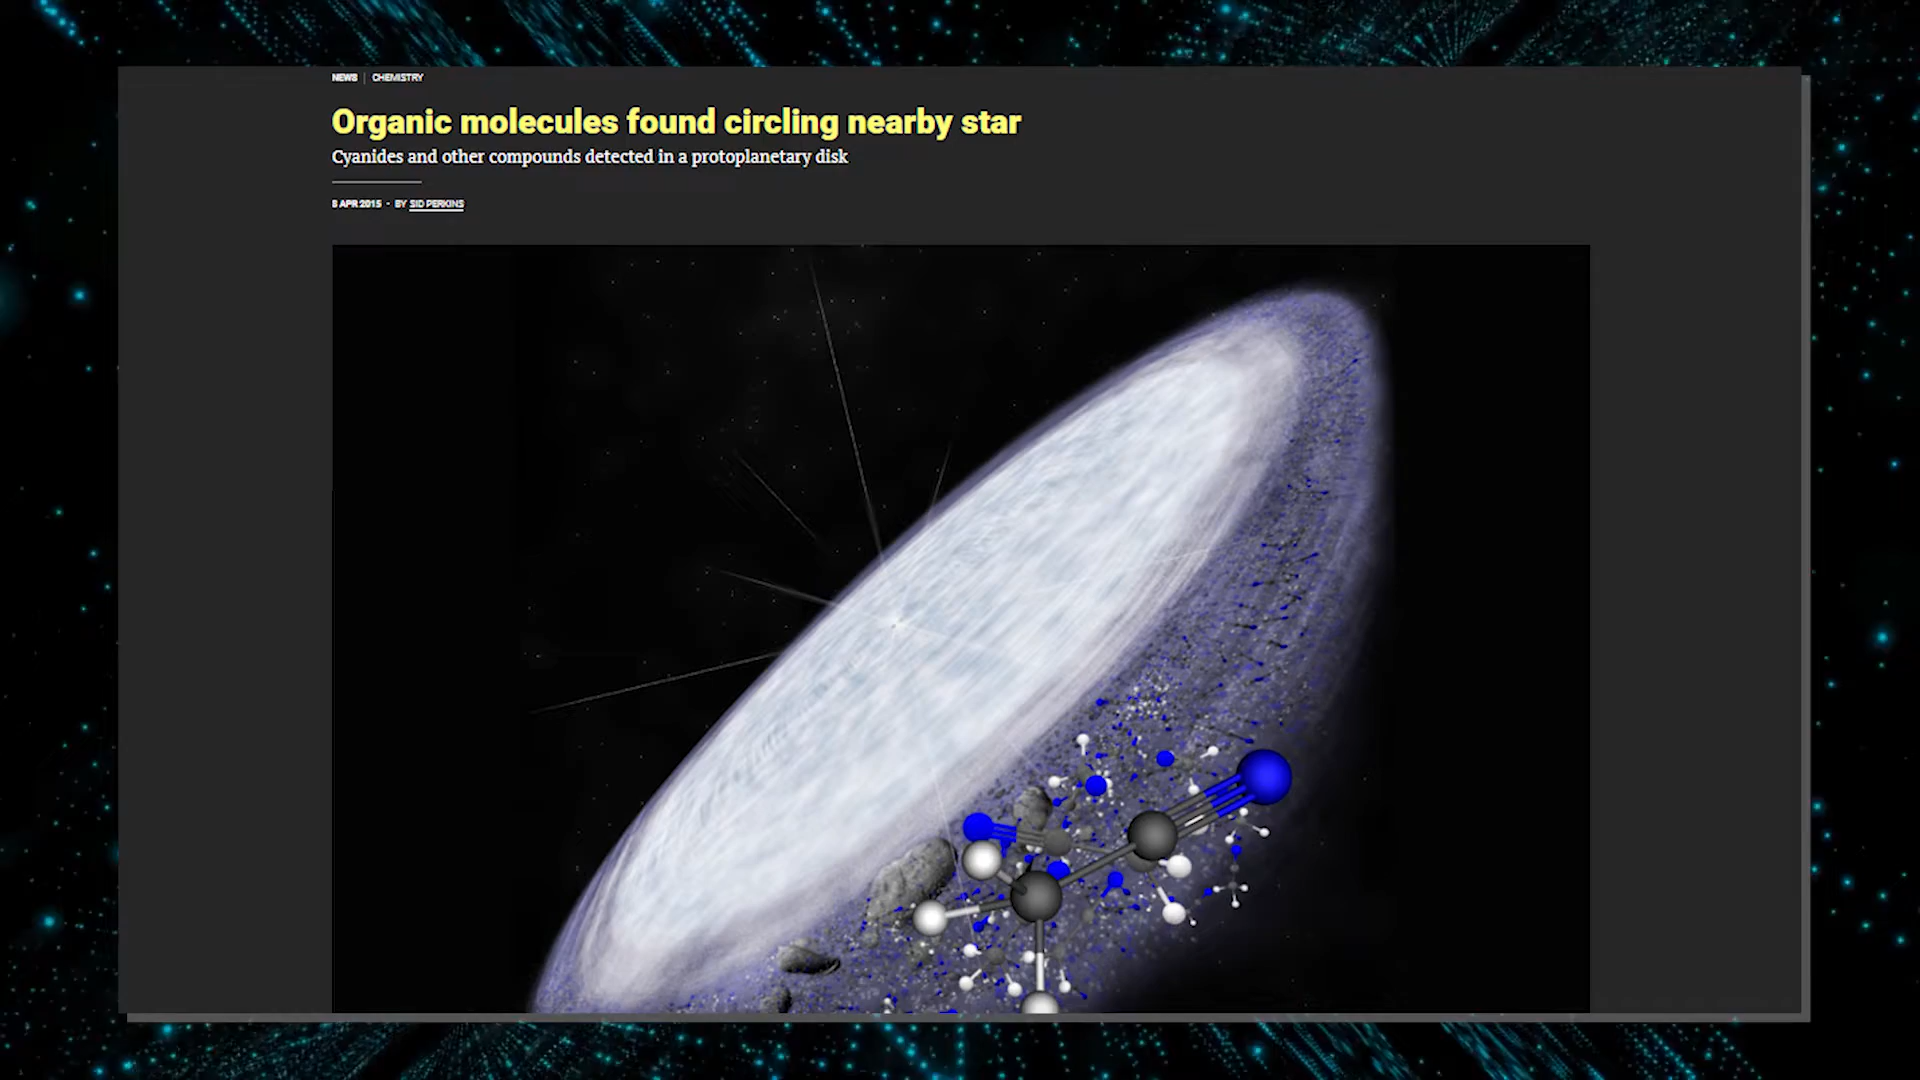 NEWS | CHEMISTRY
Organic molecules found circling nearby star
Cyanides and other compounds detected in a protoplanetary disk
8 APR 2015 - BY SID PERKINS